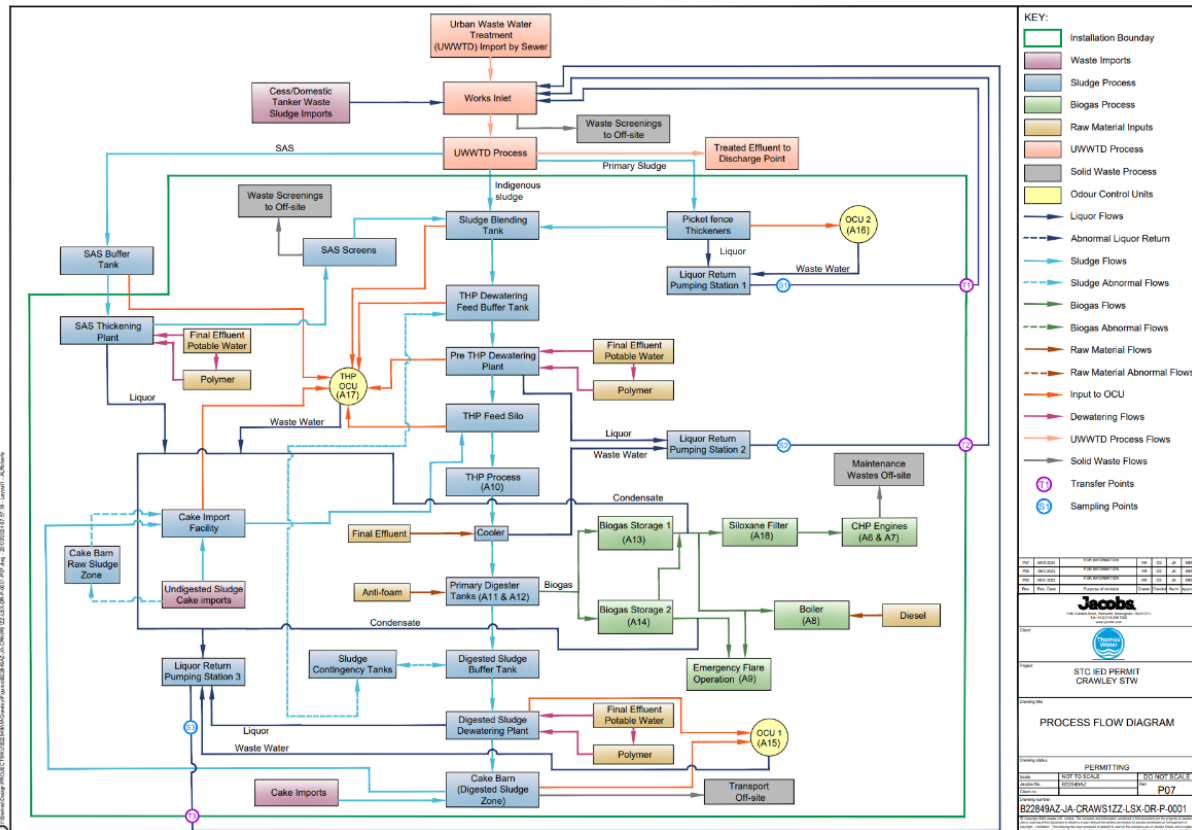 Urban Waste Water
Treatment
(UWWTD) Import by Sewer
Cess/Domestic
Tanker Waste
Sludge Imports
Works Inlet
Waste Screenings
to Off-site
SAS
UWWTD Process
Treated Effluent to
Discharge Point
Primary Sludge
Indigenous
sludge
Waste Screenings
to Off-site
SAS Buffer
Tank
SAS Screens
Sludge Blending
Tank
Picket fence
Thickeners
OCU 2
(A16)
Liquor
Waste Water
Liquor Return
Pumping Station 1
S1
T1
THP Dewatering
Feed Buffer Tank
SAS Thickening
Plant
Final Effluent
Potable Water
Polymer
THP
OCU
(A17)
Pre THP Dewatering
Plant
Final Effluent
Potable Water
Polymer
Liquor
Waste Water
THP Feed Silo
Liquor
Waste Water
Liquor Return
Pumping Station 2
S2
T2
THP Process
(A10)
Maintenance
Wastes Off-site
Condensate
Cake Import
Facility
Final Effluent
Cooler
Biogas Storage 1
(A13)
Siloxane Filter
(A18)
CHP Engines
(A6 & A7)
Cake Barn
Raw Sludge
Zone
Undigested Sludge
Cake imports
Anti-foam
Primary Digester
Tanks (A11 & A12)
Biogas
Biogas Storage 2
(A14)
Boiler
(A8)
Diesel
Condensate
Liquor Return
Pumping Station 3
Sludge
Contingency Tanks
Digested Sludge
Buffer Tank
Emergency Flare
Operation (A9)
S3
Liquor
Waste Water
Digested Sludge
Dewatering Plant
Final Effluent
Potable Water
Polymer
OCU 1
(A15)
Cake Imports
Cake Barn
(Digested Sludge
Zone)
Transport
Off-site
T3
KEY:
Installation Bounday
Waste Imports
Sludge Process
Biogas Process
Raw Material Inputs
UWWTD Process
Solid Waste Process
Odour Control Units
Liquor Flows
Abnormal Liquor Return
Sludge Flows
Sludge Abnormal Flows
Biogas Flows
Biogas Abnormal Flows
Raw Material Flows
Raw Material Abnormal Flows
Input to OCU
Dewatering Flows
UWWTD Process Flows
Solid Waste Flows
T1 Transfer Points
S1 Sampling Points
Jacobs
Client
Thames
Water
Project
STC IED PERMIT
CRAWLEY STW
Drawing title
PROCESS FLOW DIAGRAM
Drawing status
PERMITTING
Scale NOT TO SCALE DO NOT SCALE
P07
Drawing number
B22849AZ-JA-CRAWS1ZZ-LSX-DR-P-0001